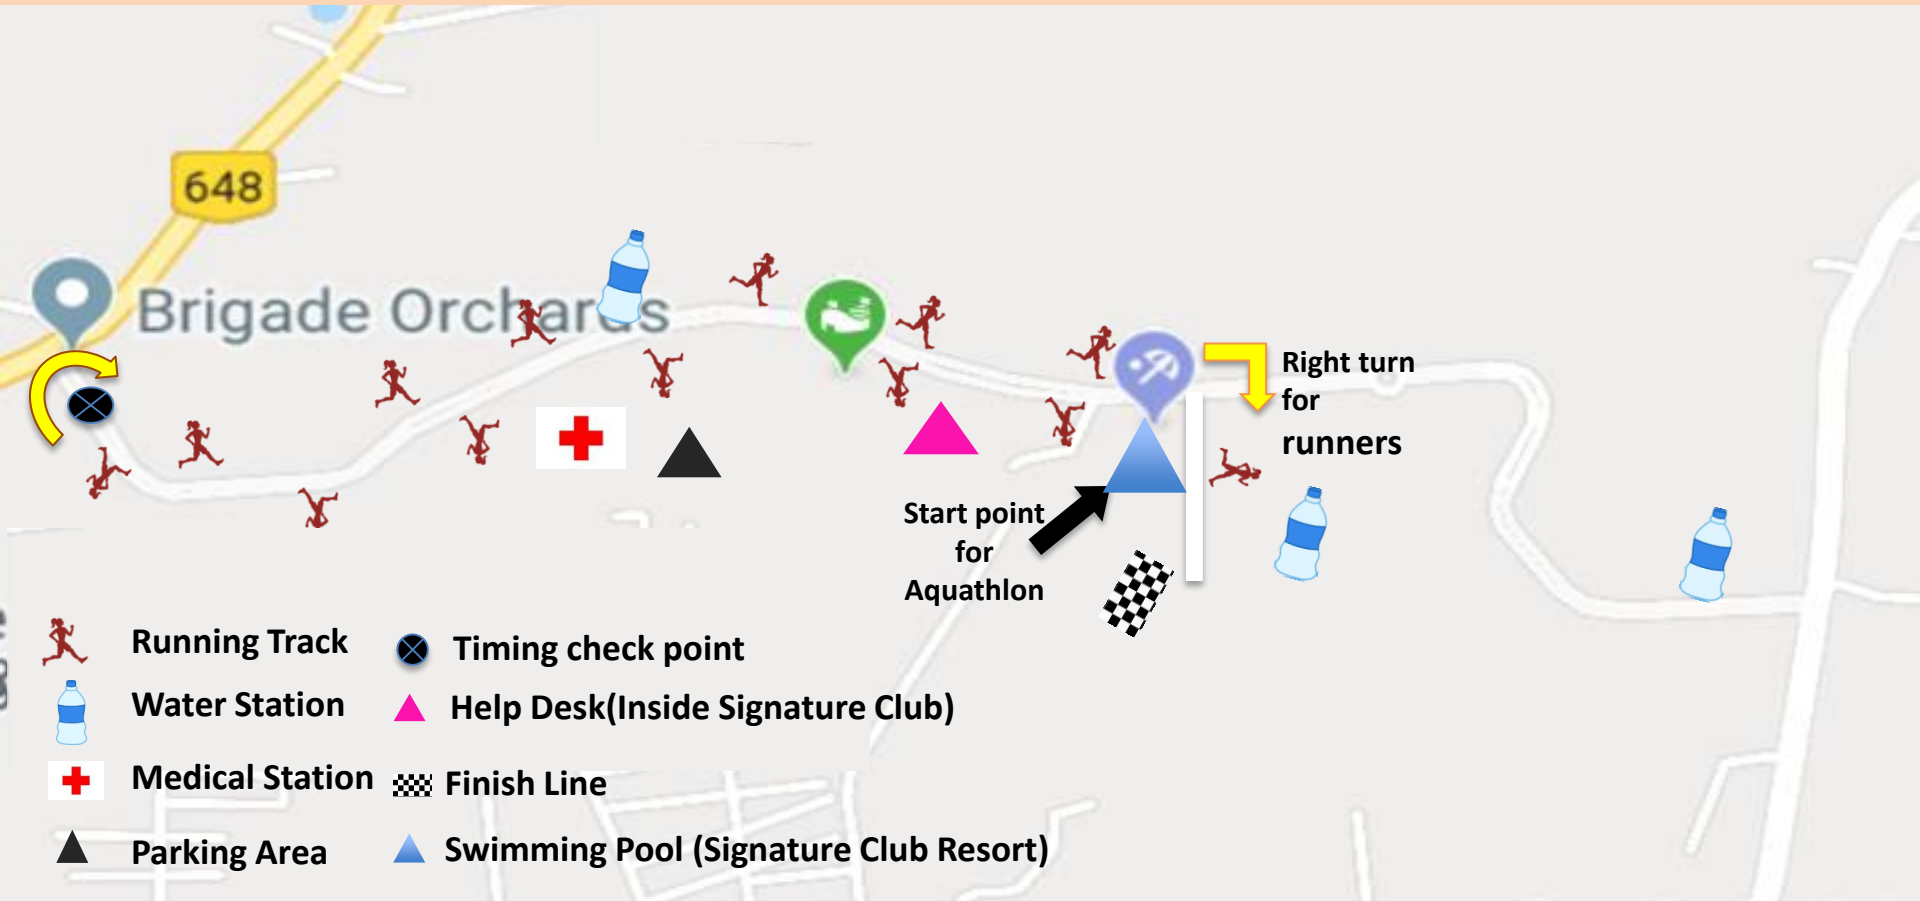 648
Brigade Orchards
Right turn
for
runners
Start point
for
Aquathlon
Running Track
Timing check point
Water Station
Help Desk(Inside Signature Club)
Medical Station
Finish Line
Parking Area
Swimming Pool (Signature Club Resort)